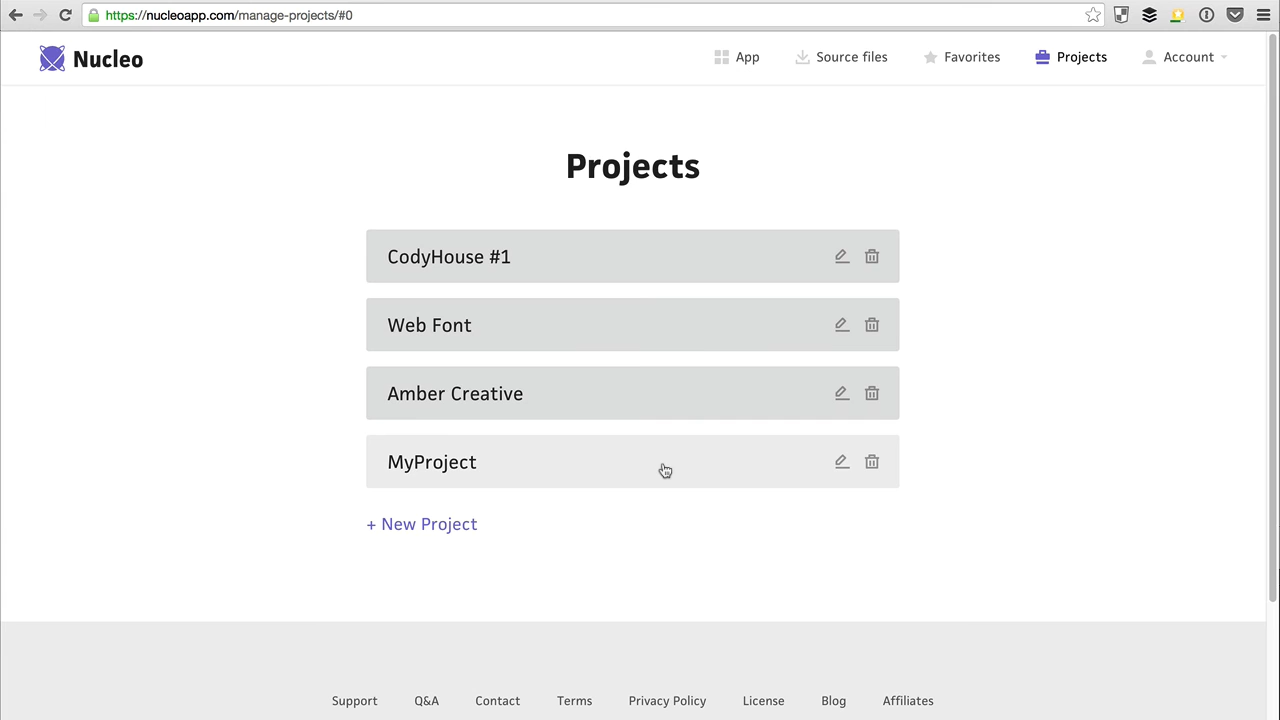 https://nucleoapp.com/manage-projects/#0
Nucleo
App
Source files
Favorites
Projects
Account
Projects
CodyHouse #1
Web Font
Amber Creative
MyProject
+ New Project
Support
Q&A
Contact
Terms
Privacy Policy
License
Blog
Affiliates